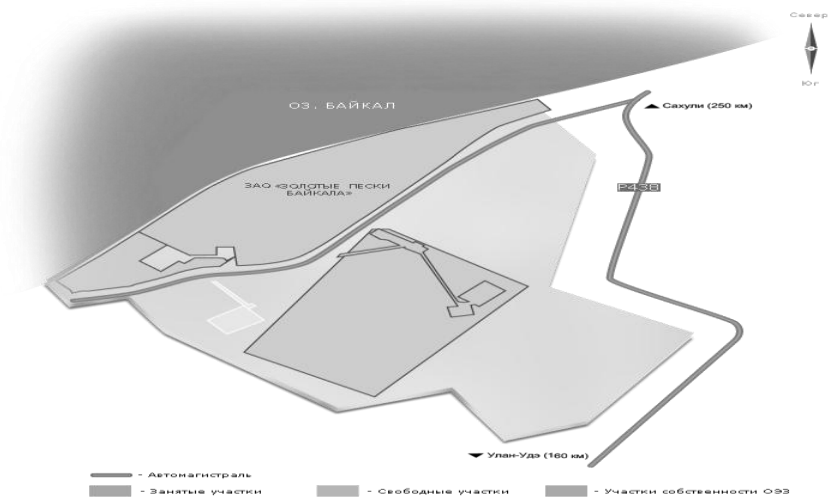 Север
Юг
ОЗ. БАЙКАЛ
Сахули (250 км)
ЗАО «ЗОЛОТЫЕ ПЕСКИ
БАЙКАЛА»
Р438
Улан-Удэ (160 км)
- Автомагистраль
- Занятые участки
- Свободные участки
- Участки собственности ОЭЗ